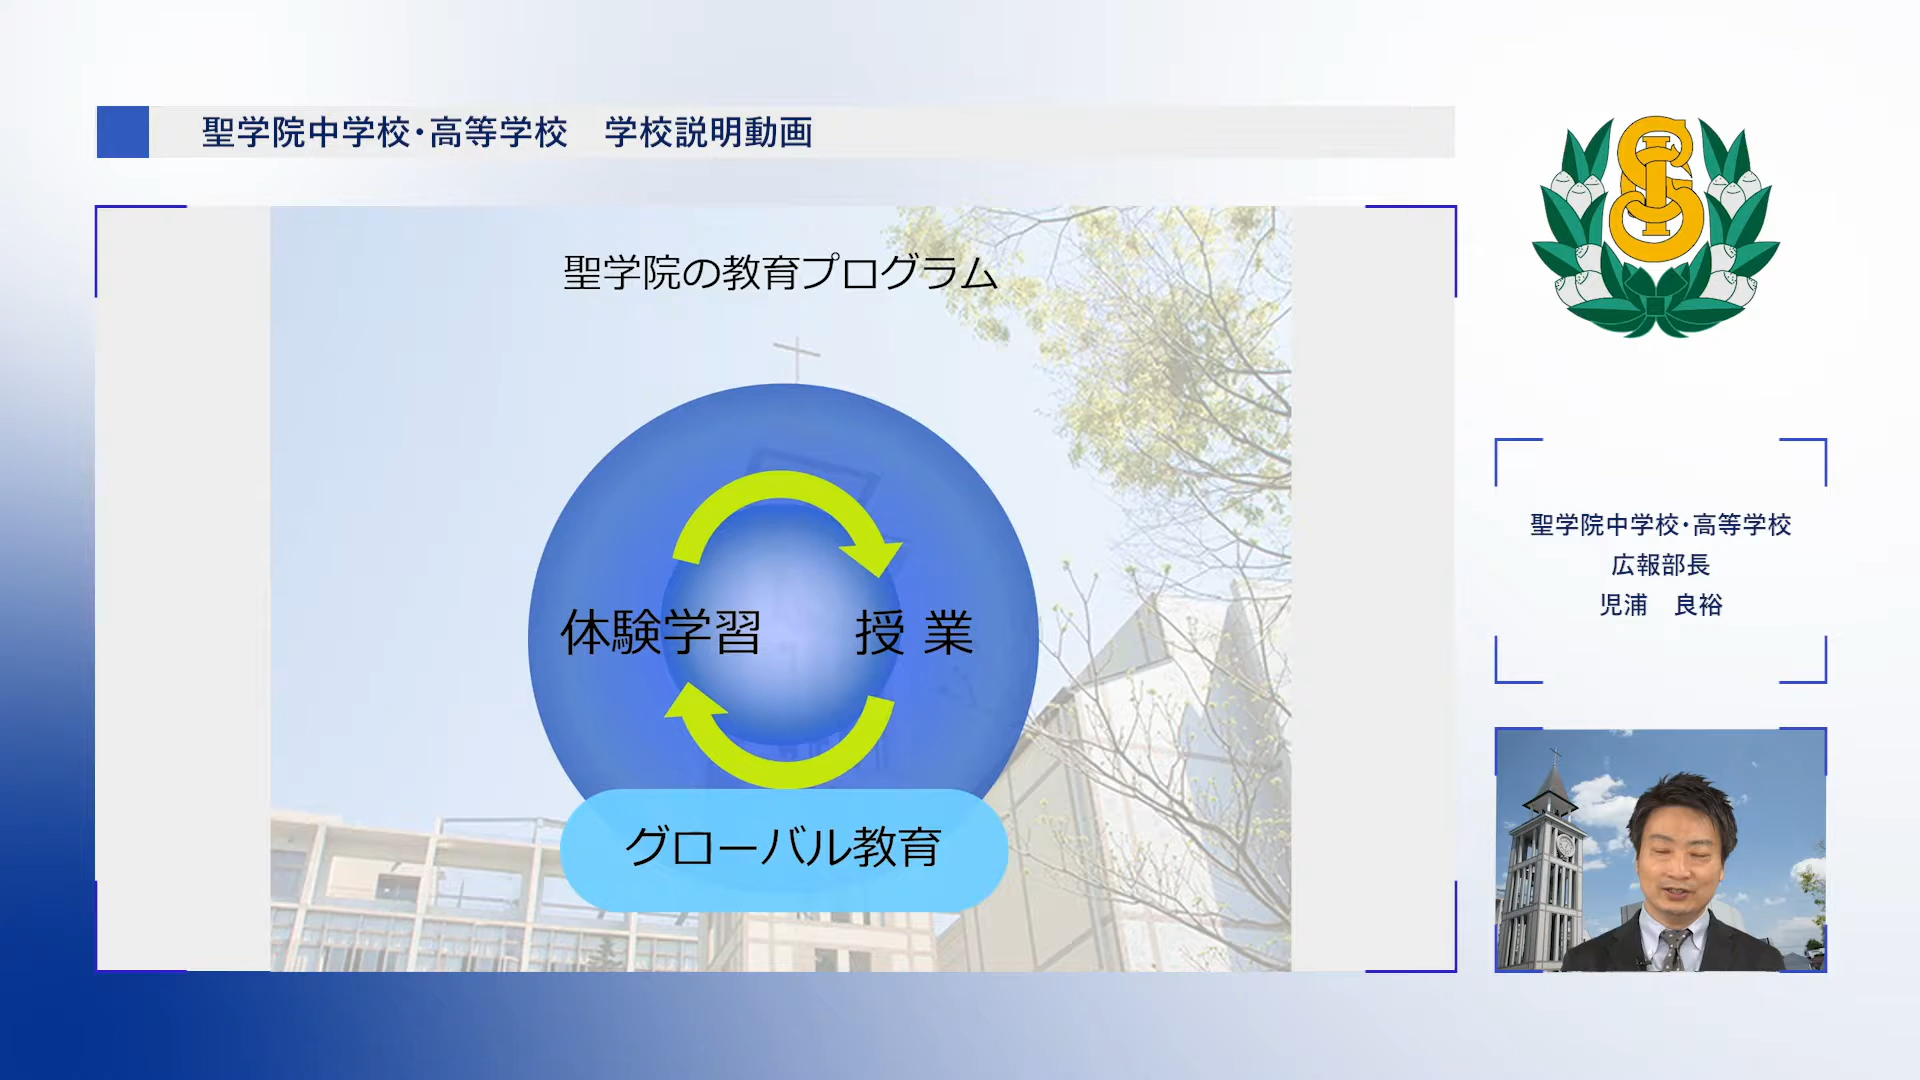 聖学院中学校・高等学校　学校説明動画
聖学院の教育プログラム
体験学習
授 業
グローバル教育
聖学院中学校・高等学校
広報部長
児浦　良裕